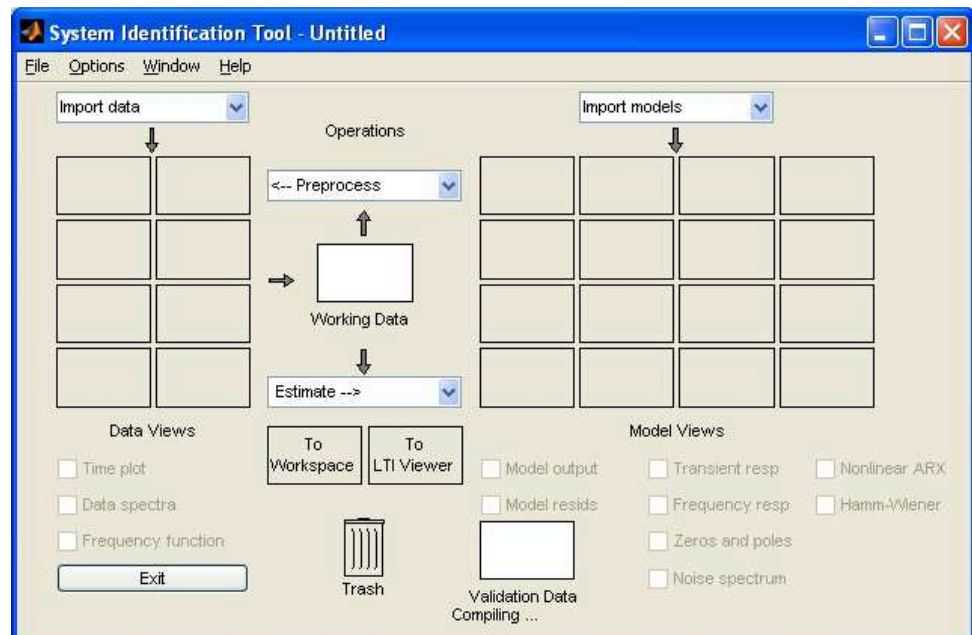 System Identification Tool - Untitled
File Options Window Help
Import data
Import models
Operations
<-- Preprocess
Working Data
Estimate -->
Data Views
Model Views
To
Workspace
To
LTI Viewer
Time plot
Data spectra
Frequency function
Model output
Model resids
Transient resp
Frequency resp
Zeros and poles
Noise spectrum
Nonlinear ARX
Hamm-Wiener
Exit
Trash
Validation Data
Compiling ...